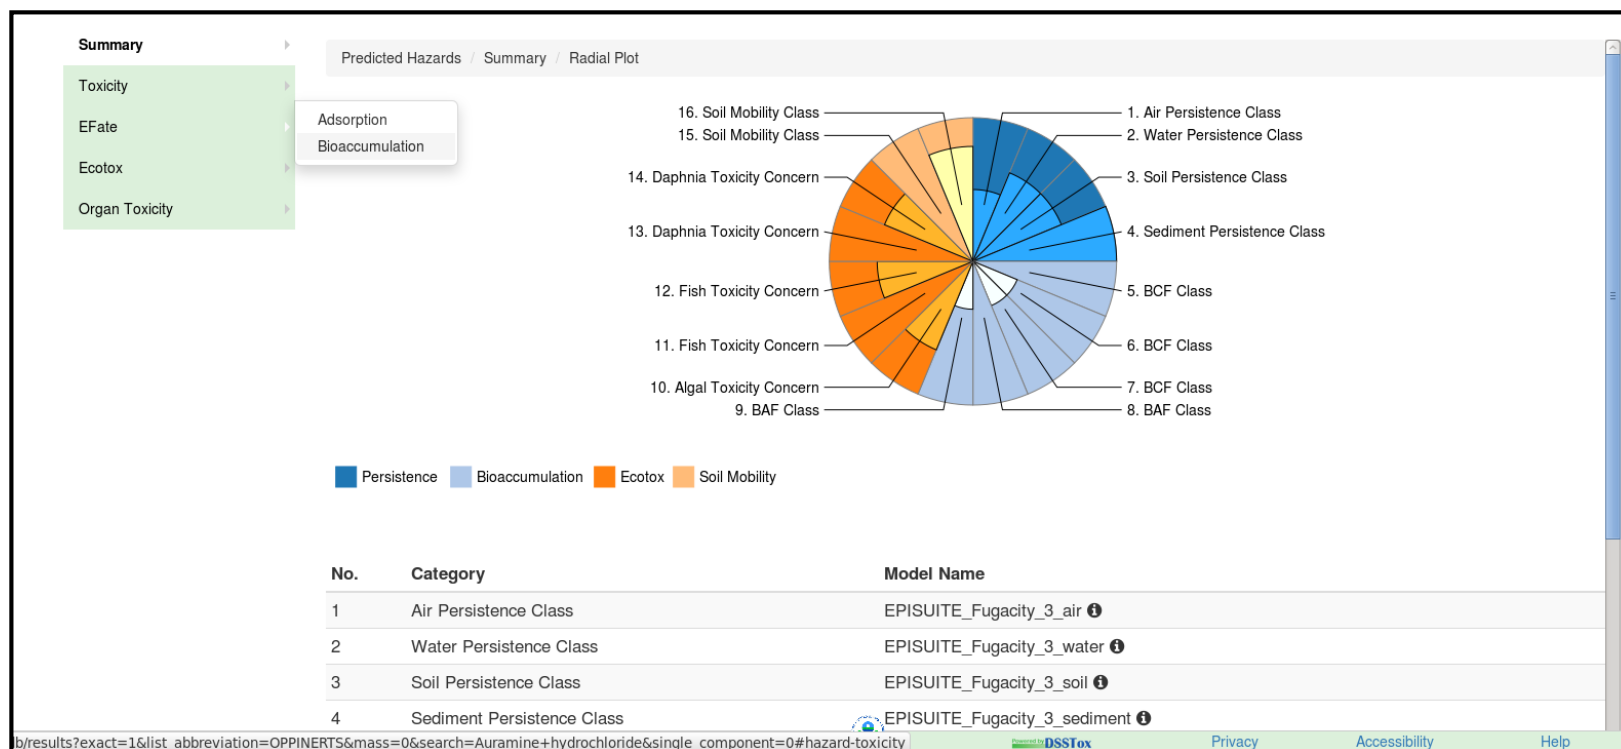 Summary
Toxicity
EFate
Ecotox
Organ Toxicity
Adsorption
Bioaccumulation
Predicted Hazards / Summary / Radial Plot
16. Soil Mobility Class
15. Soil Mobility Class
14. Daphnia Toxicity Concern
13. Daphnia Toxicity Concern
12. Fish Toxicity Concern
11. Fish Toxicity Concern
10. Algal Toxicity Concern
9. BAF Class
1. Air Persistence Class
2. Water Persistence Class
3. Soil Persistence Class
4. Sediment Persistence Class
5. BCF Class
6. BCF Class
7. BCF Class
8. BAF Class
Persistence Bioaccumulation Ecotox Soil Mobility
No. Category Model Name
1 Air Persistence Class EPISUITE_Fugacity_3_air
2 Water Persistence Class EPISUITE_Fugacity_3_water
3 Soil Persistence Class EPISUITE_Fugacity_3_soil
4 Sediment Persistence Class EPISUITE_Fugacity_3_sediment
b/results?exact=1&list_abbreviation=OPPINERTS&mass=0&search=Auramine+hydrochloride&single_component=0#hazard-toxicity
Powered by DSSTox Privacy Accessibility Help